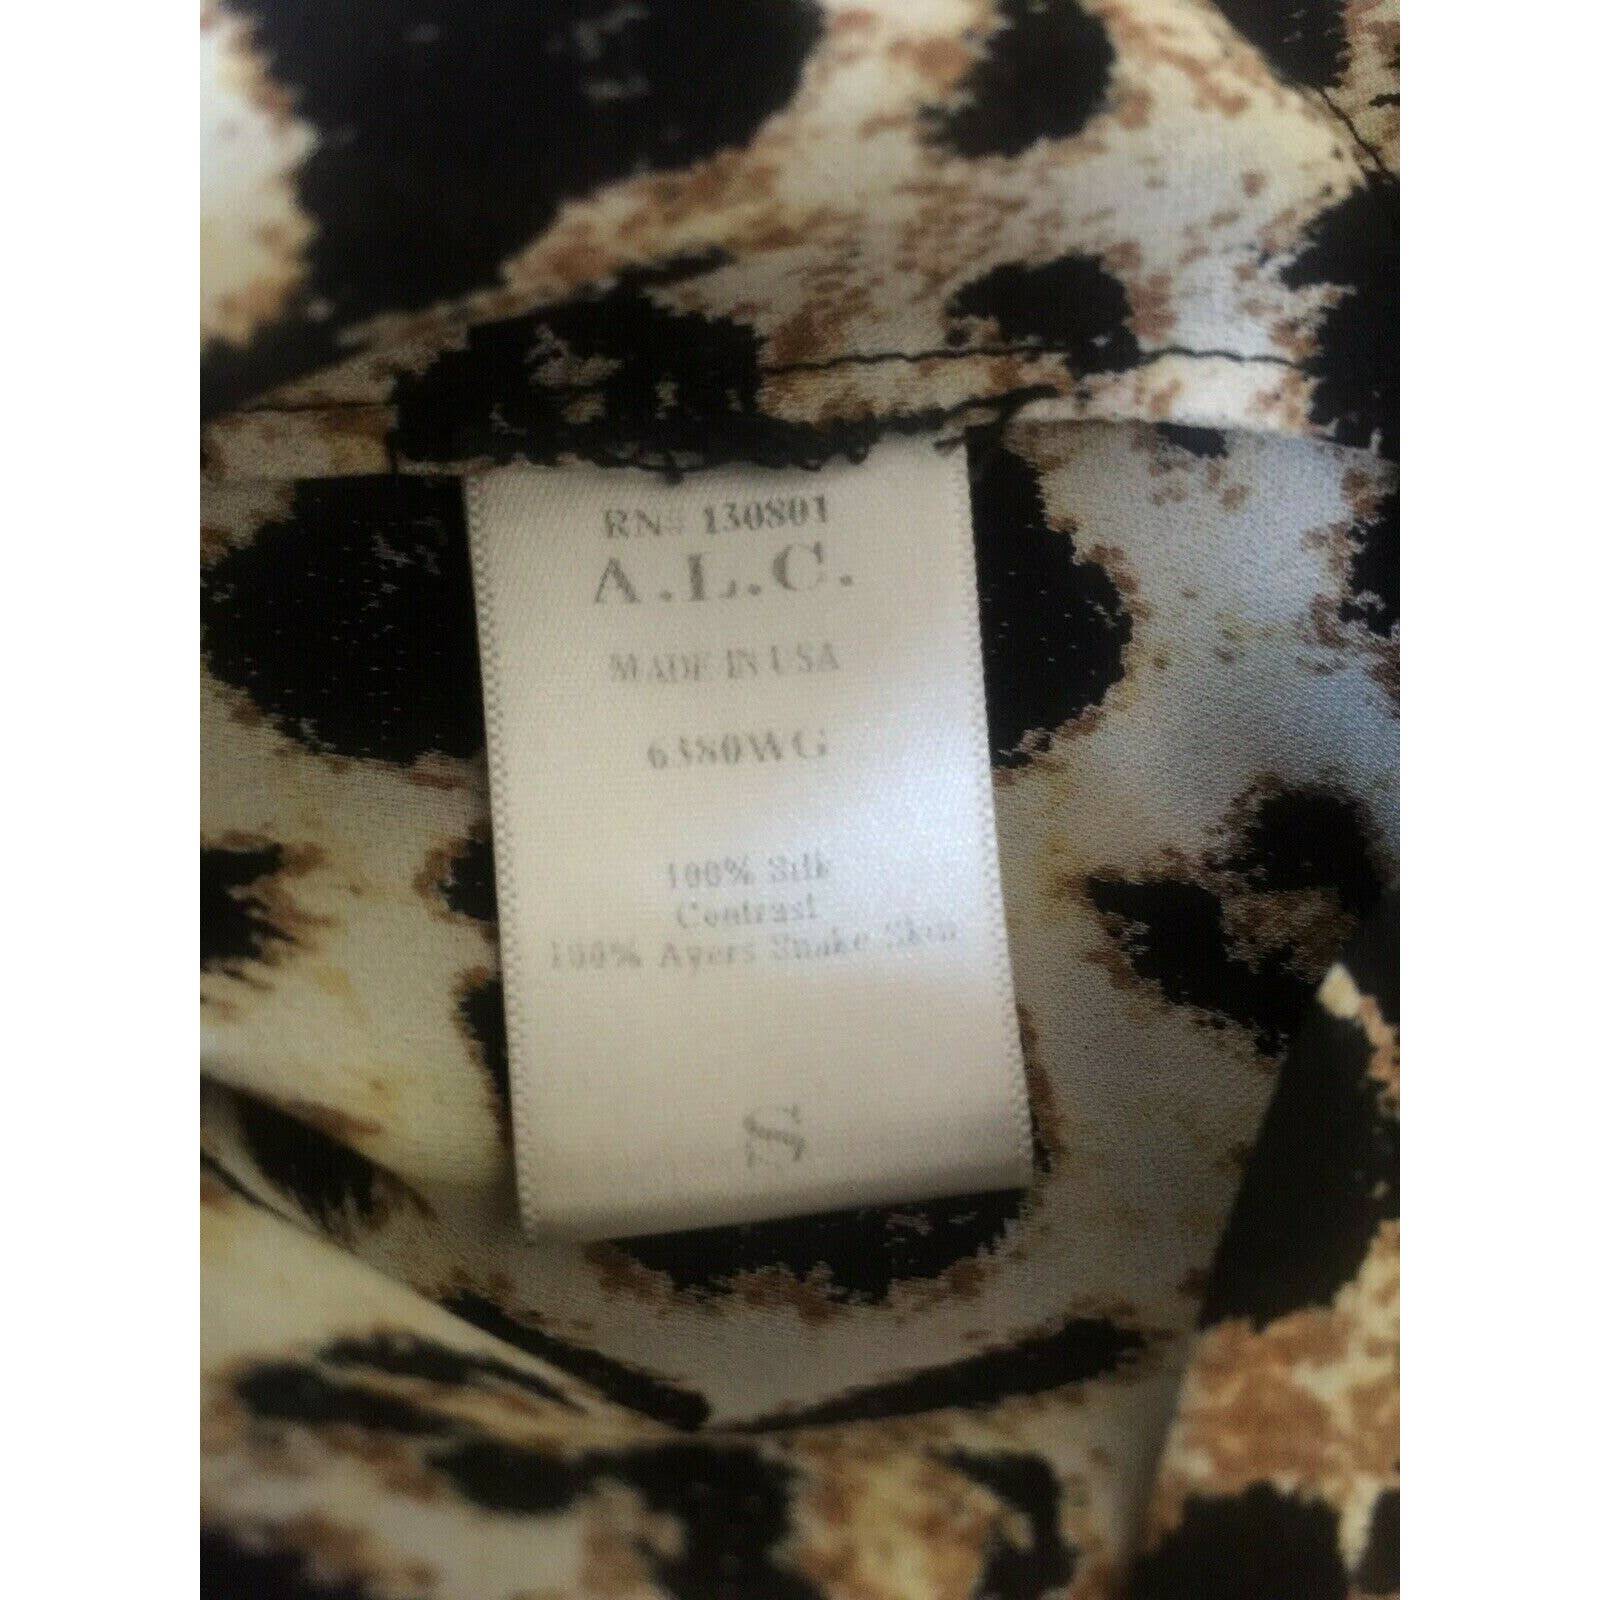 RN# 130801
A.L.C.
MADE IN USA
6380WG
100% Silk
Contrast
100% Ayers Snake Skin
S